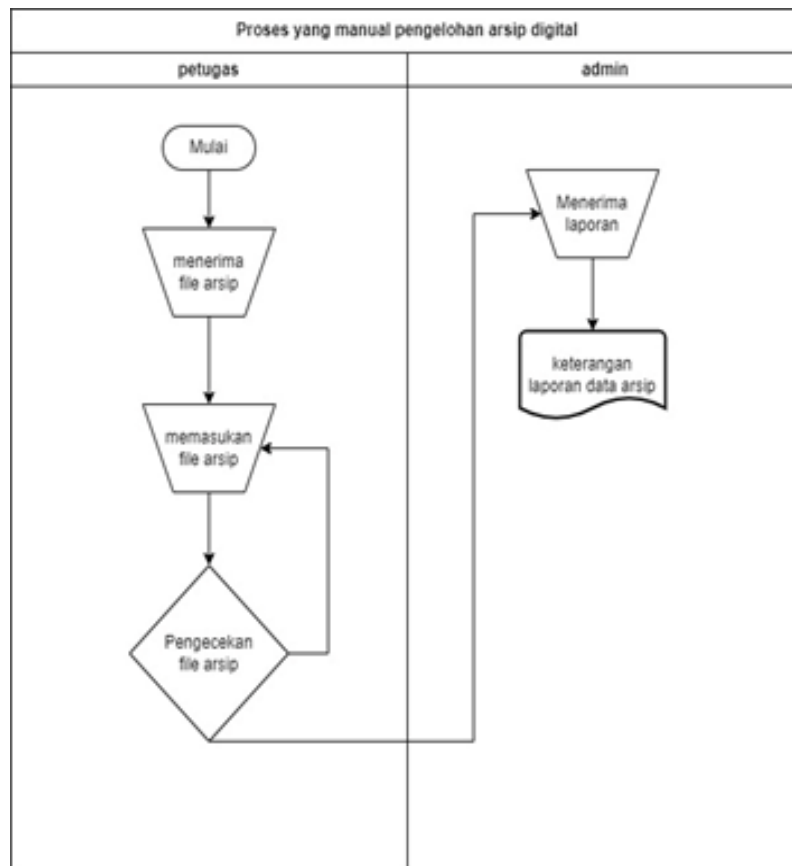 Proses yang manual pengelohan arsip digital
petugas
admin
Mulai
menerima
file arsip
memasukan
file arsip
Pengecekan
file arsip
Menerima
laporan
keterangan
laporan data arsip